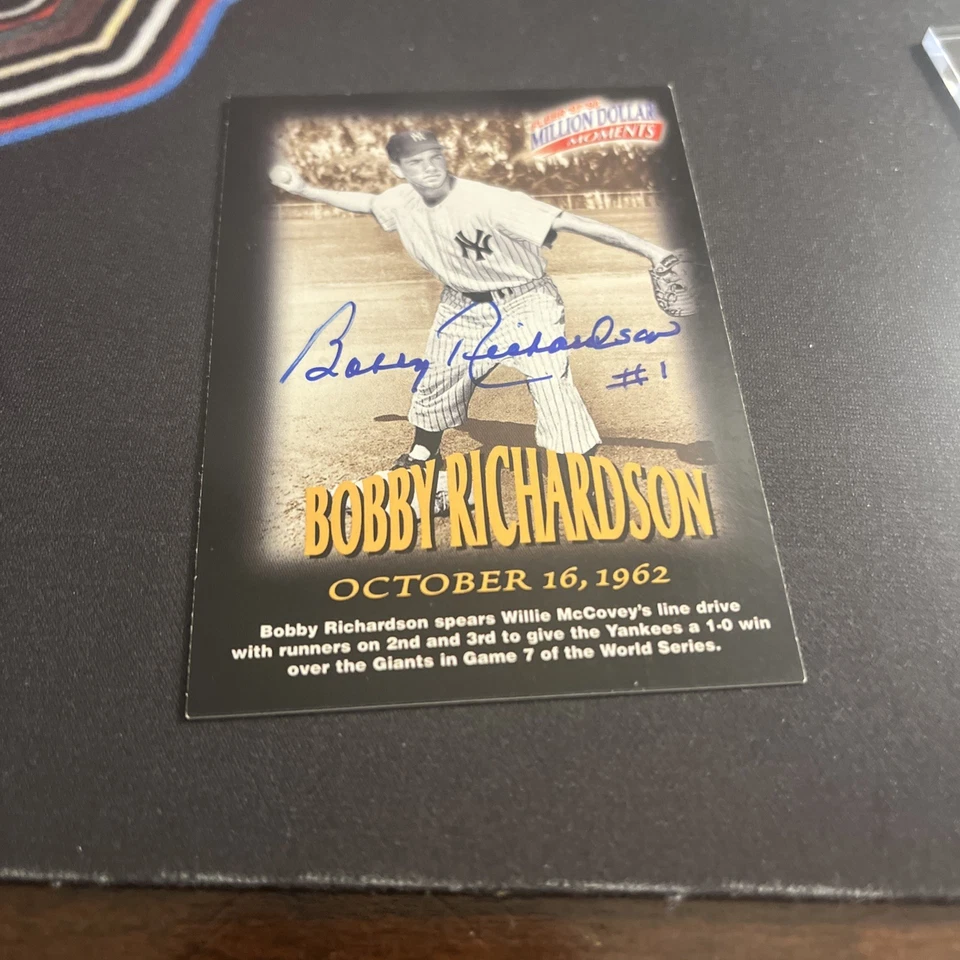 MILLION DOLLAR
MOMENTS
NY
NY
Bobby Richardson
#1
BOBBY RICHARDSON
OCTOBER 16, 1962
Bobby Richardson spears Willie McCovey's line drive
with runners on 2nd and 3rd to give the Yankees a 1-0 win
over the Giants in Game 7 of the World Series.